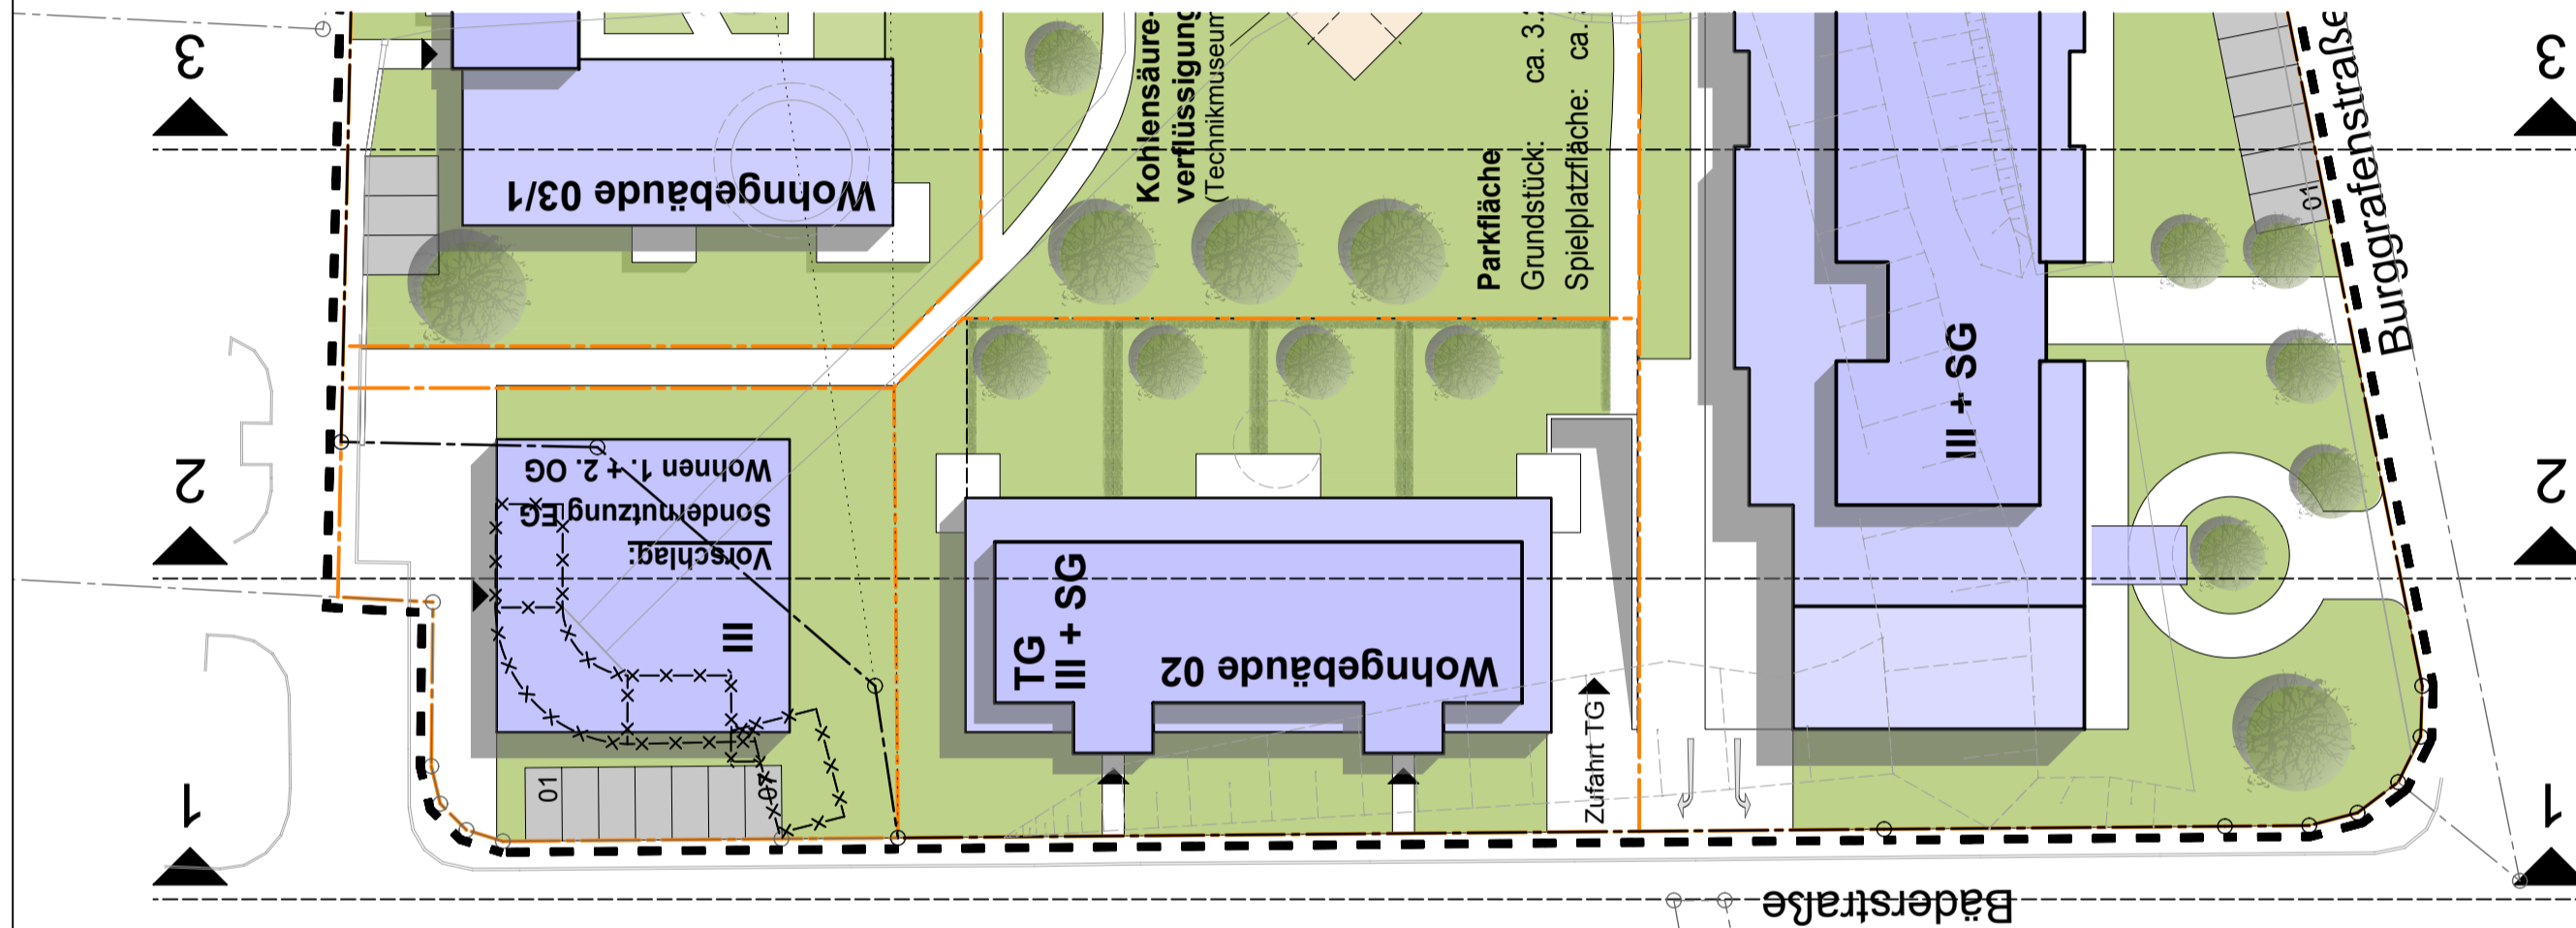 3
3
2
2
1
1
Wohngebäude 03/1
Kohlensäure-
verflüssigung
(Technikmuseum
Parkfläche
Grundstück: ca. 3.
Spielplatzfläche: ca.
Burggrafenstraße
01
III + SG
Vorschlag:
Sondernutzung EG
Wohnen 1. + 2. OG
III
01
07
TG
III + SG
Wohngebäude 02
Zufahrt TG
Bäderstraße